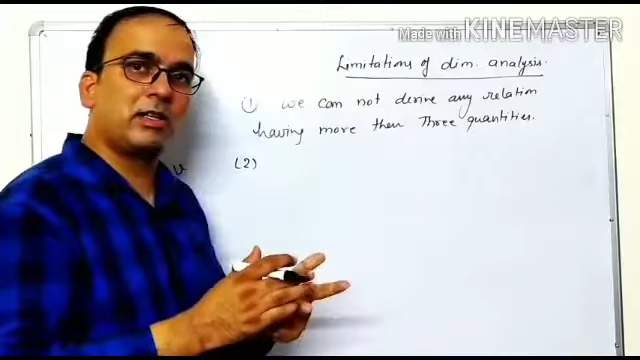 Made with KINEMASTER
Limitations of dim. analysis.
① we can not derive any relation
having more then Three quantities.
(2)